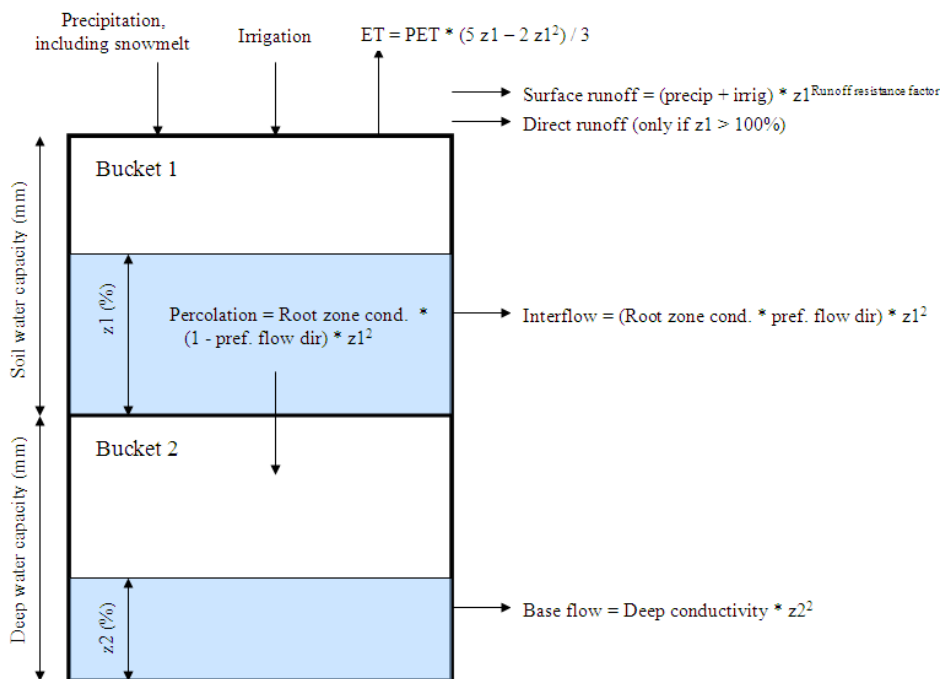 Precipitation,
including snowmelt
Irrigation
ET = PET * (5 z1 – 2 z1²) / 3
Surface runoff = (precip + irrig) * z1^Runoff resistance factor
Direct runoff (only if z1 > 100%)
Bucket 1
Soil water capacity (mm)
z1 (%)
Percolation = Root zone cond. *
(1 - pref. flow dir) * z1²
Interflow = (Root zone cond. * pref. flow dir) * z1²
Bucket 2
Deep water capacity (mm)
z2 (%)
Base flow = Deep conductivity * z2²